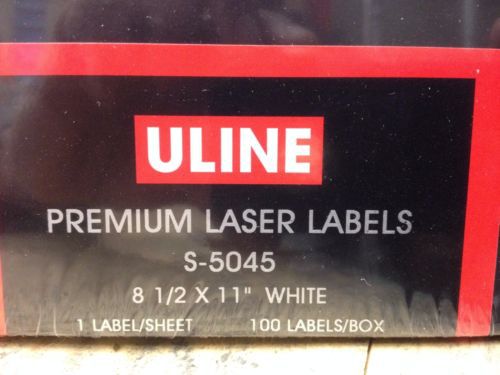 ULINE
PREMIUM LASER LABELS
S-5045
8 1/2 X 11" WHITE
1 LABEL/SHEET 100 LABELS/BOX